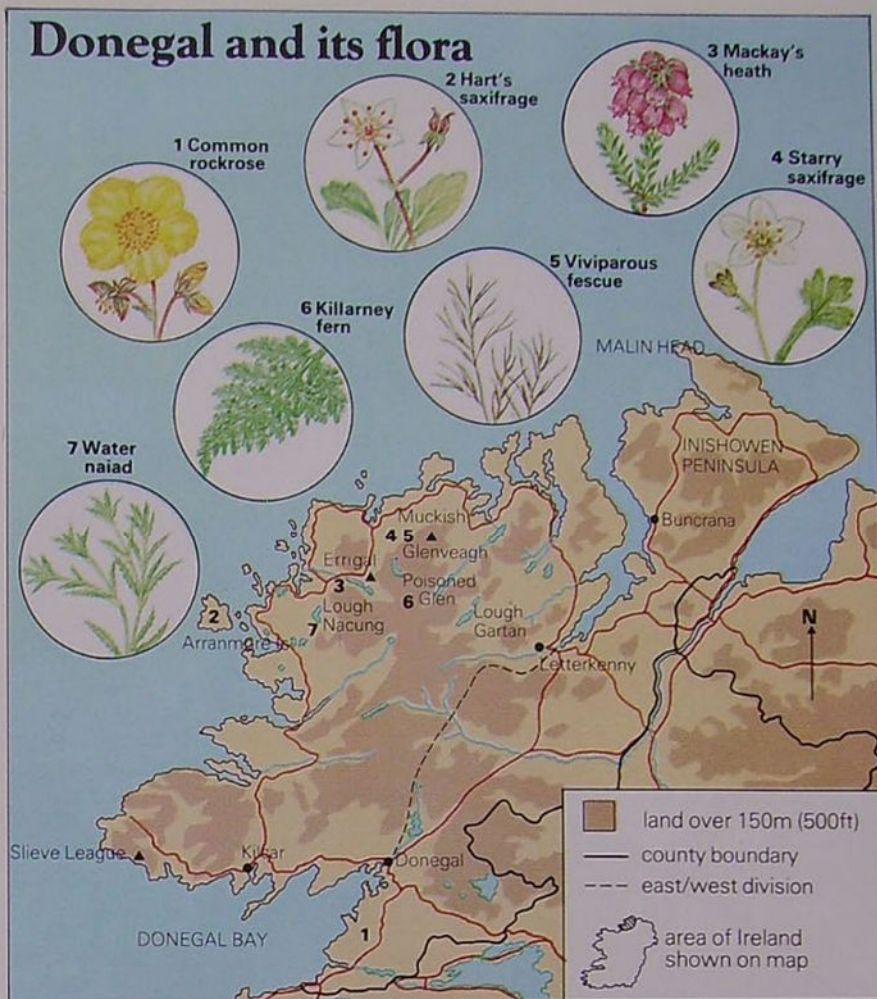 Donegal and its flora
1 Common
rockrose
2 Hart's
saxifrage
3 Mackay's
heath
4 Starry
saxifrage
5 Viviparous
fescue
6 Killarney
fern
7 Water
naiad
MALIN HEAD
INISHOWEN
PENINSULA
Buncrana
Muckish
4 5
Glenveagh
Errigal
3
Poisoned
6 Glen
Lough
7 Nacung
Lough
Gartan
2
Arranmore Is
Letterkenny
N
Slieve League
Kilcar
Donegal
DONEGAL BAY
1
land over 150m (500ft)
county boundary
east/west division
area of Ireland
shown on map